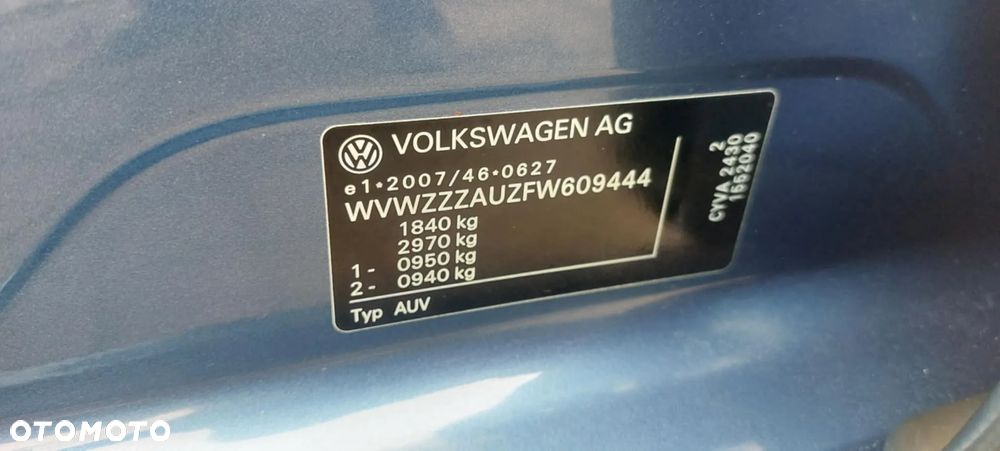 VOLKSWAGEN AG
e1*2007/46*0627
WVWZZZAUZFW609444
1840 kg
2970 kg
1 - 0950 kg
2 - 0940 kg
Typ AUV
2
CYVA 2430
1552040
OTOMOTO